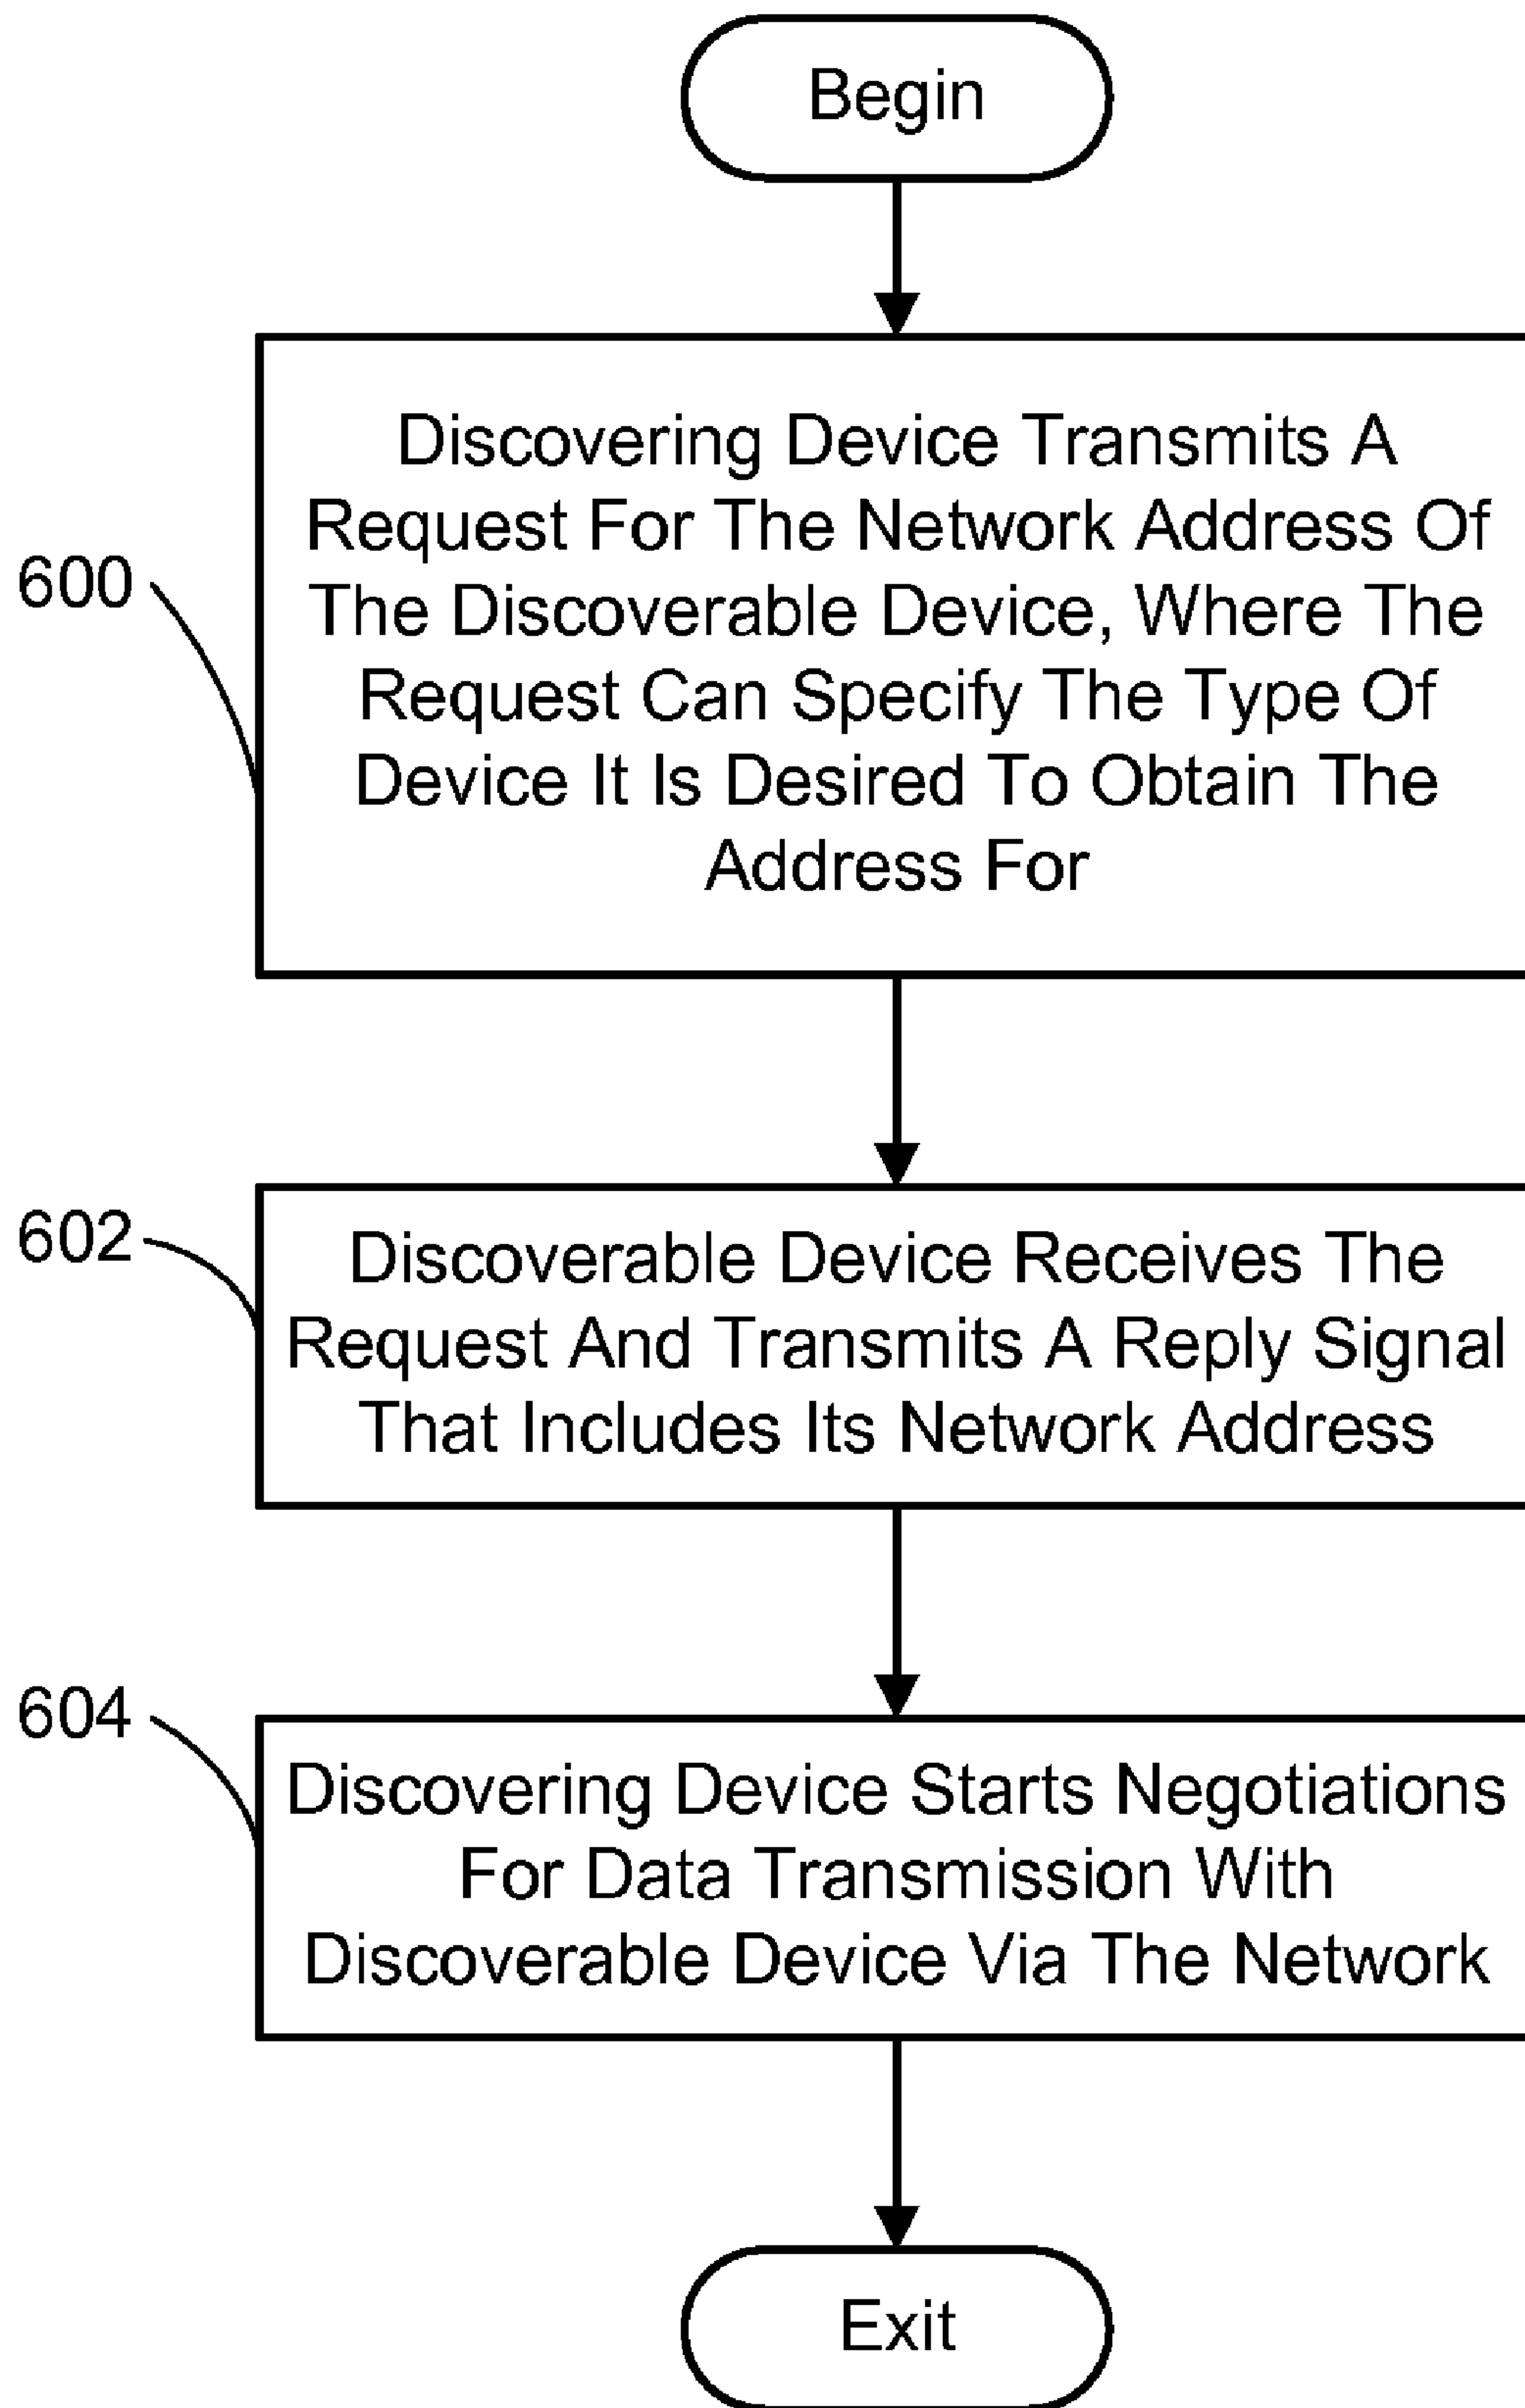 Begin
600
Discovering Device Transmits A
Request For The Network Address Of
The Discoverable Device, Where The
Request Can Specify The Type Of
Device It Is Desired To Obtain The
Address For
602
Discoverable Device Receives The
Request And Transmits A Reply Signal
That Includes Its Network Address
604
Discovering Device Starts Negotiations
For Data Transmission With
Discoverable Device Via The Network
Exit